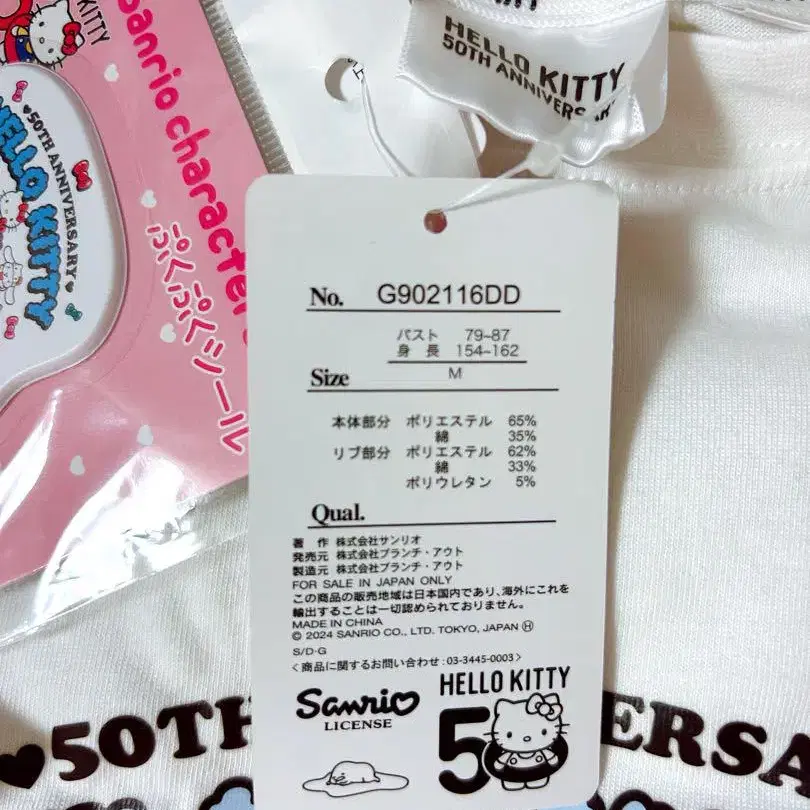 KITTY
Sanrio characters
ぷくぷくシール
♥50TH ANNIVERSARY♥
HELLO KITTY
HELLO KITTY
50TH ANNIVERSARY
No. G902116DD
バスト 79-87
身長 154-162
Size M
本体部分 ポリエステル 65%
綿 35%
リブ部分 ポリエステル 62%
綿 33%
ポリウレタン 5%
Qual.
著作 株式会社サンリオ
発売元 株式会社ブランチ・アウト
製造元 株式会社ブランチ・アウト
FOR SALE IN JAPAN ONLY
この商品の販売地域は日本国内であり、海外にこれを
輸出することは一切認められておりません。
MADE IN CHINA
© 2024 SANRIO CO., LTD. TOKYO, JAPAN Ⓗ
S/D·G
＜商品に関するお問い合わせ:03-3445-0003＞
Sanrio
LICENSE
HELLO KITTY
50
♥50TH
ERSARY